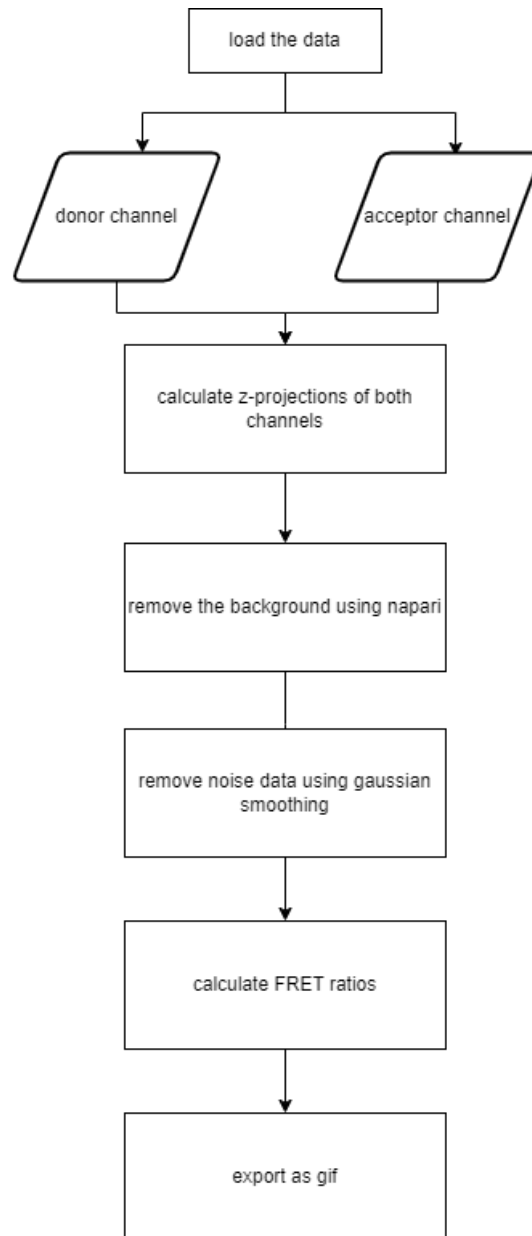 load the data
donor channel
acceptor channel
calculate z-projections of both
channels
remove the background using napari
remove noise data using gaussian
smoothing
calculate FRET ratios
export as gif